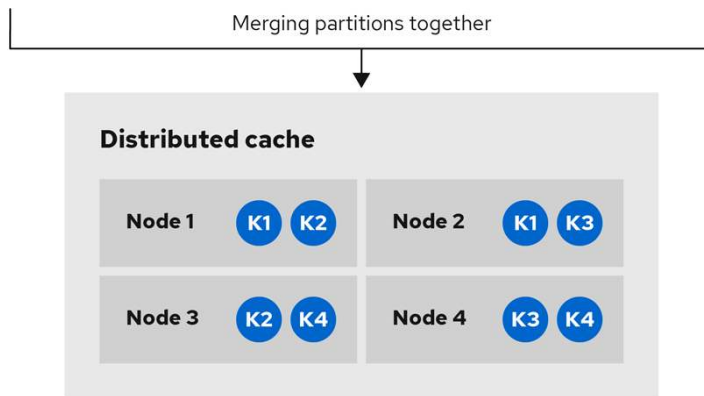 Merging partitions together
Distributed cache
Node 1 K1 K2
Node 2 K1 K3
Node 3 K2 K4
Node 4 K3 K4